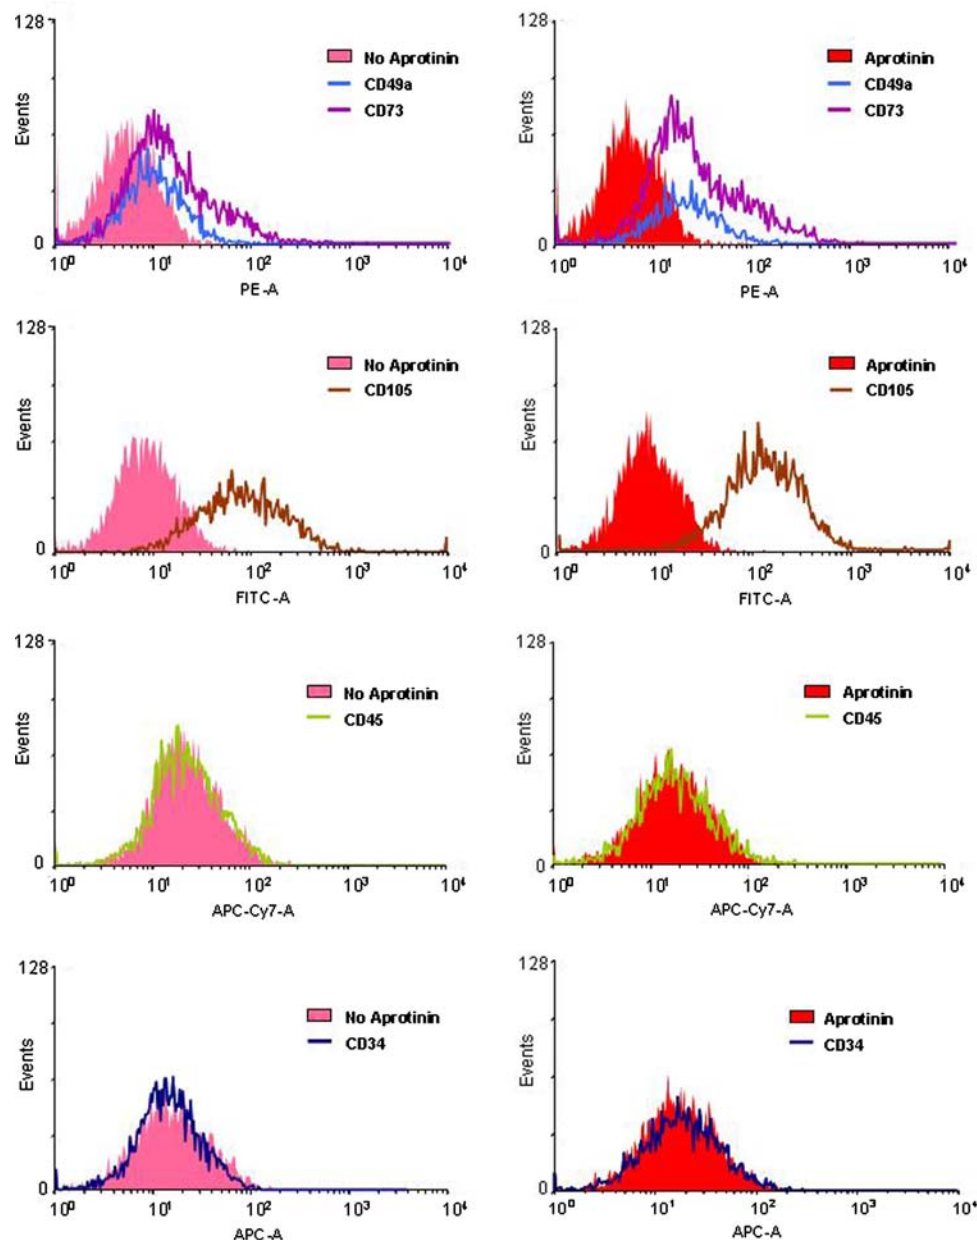 128 128
No Aprotinin Aprotinin
CD49a CD49a
CD73 CD73
Events Events
0 0
10⁰ 10¹ 10² 10³ 10⁴ 10⁰ 10¹ 10² 10³ 10⁴
PE-A PE-A
128 128
No Aprotinin Aprotinin
CD105 CD105
Events Events
0 0
10⁰ 10¹ 10² 10³ 10⁴ 10⁰ 10¹ 10² 10³ 10⁴
FITC-A FITC-A
128 128
No Aprotinin Aprotinin
CD45 CD45
Events Events
0 0
10⁰ 10¹ 10² 10³ 10⁴ 10⁰ 10¹ 10² 10³ 10⁴
APC-Cy7-A APC-Cy7-A
128 128
No Aprotinin Aprotinin
CD34 CD34
Events Events
0 0
10⁰ 10¹ 10² 10³ 10⁴ 10⁰ 10¹ 10² 10³ 10⁴
APC-A APC-A